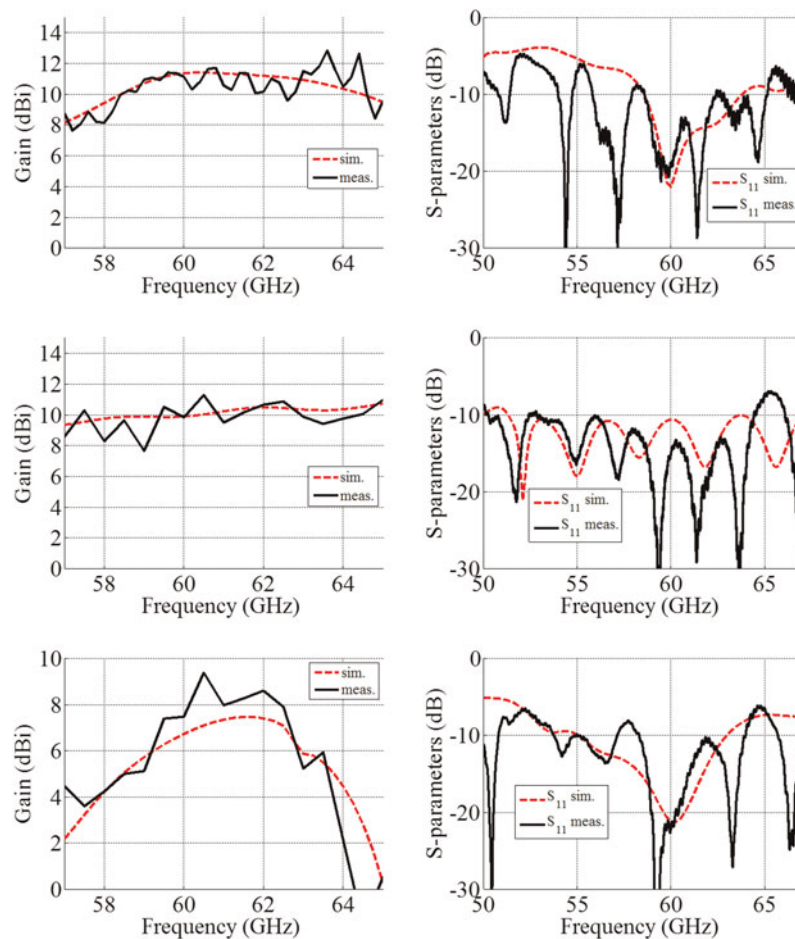 14
12
10
8
6
4
2
0
Gain (dBi)
58 60 62 64
Frequency (GHz)
sim.
meas.
0
-10
-20
-30
S-parameters (dB)
50 55 60 65
Frequency (GHz)
S11 sim.
S11 meas.
14
12
10
8
6
4
2
0
Gain (dBi)
58 60 62 64
Frequency (GHz)
sim.
meas.
0
-10
-20
-30
S-parameters (dB)
50 55 60 65
Frequency (GHz)
S11 sim.
S11 meas.
10
8
6
4
2
0
Gain (dBi)
58 60 62 64
Frequency (GHz)
sim.
meas.
0
-10
-20
-30
S-parameters (dB)
50 55 60 65
Frequency (GHz)
S11 sim.
S11 meas.